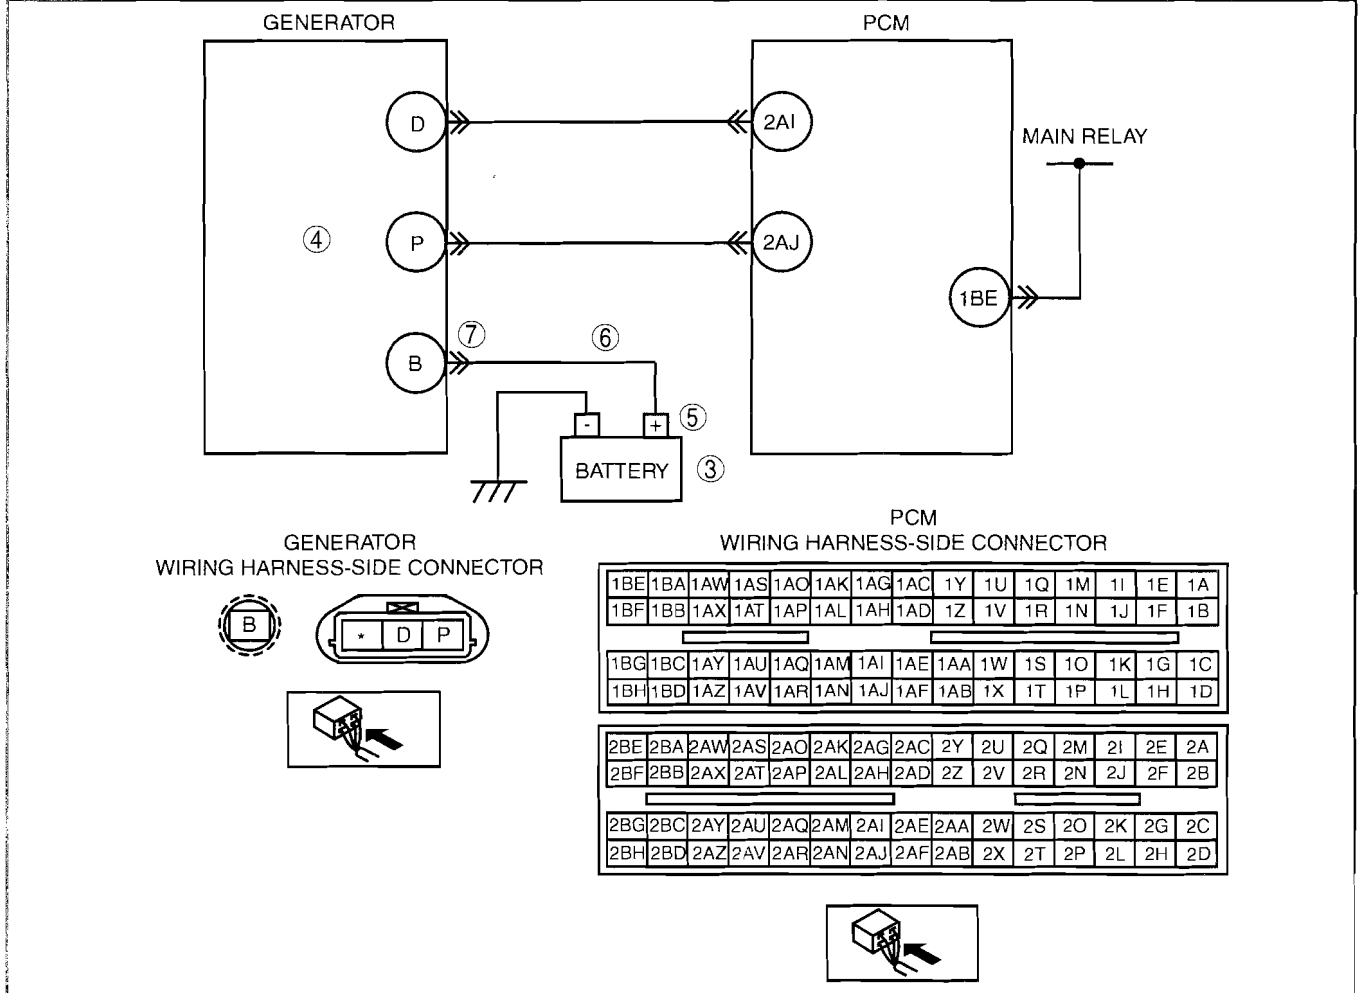 GENERATOR
PCM
D
2AI
MAIN RELAY
④
P
2AJ
1BE
⑦
⑥
B
-
+
⑤
BATTERY
③
GENERATOR
WIRING HARNESS-SIDE CONNECTOR
B
*
D
P
PCM
WIRING HARNESS-SIDE CONNECTOR
1BE 1BA 1AW 1AS 1AO 1AK 1AG 1AC 1Y 1U 1Q 1M 1I 1E 1A
1BF 1BB 1AX 1AT 1AP 1AL 1AH 1AD 1Z 1V 1R 1N 1J 1F 1B
1BG 1BC 1AY 1AU 1AQ 1AM 1AI 1AE 1AA 1W 1S 1O 1K 1G 1C
1BH 1BD 1AZ 1AV 1AR 1AN 1AJ 1AF 1AB 1X 1T 1P 1L 1H 1D
2BE 2BA 2AW 2AS 2AO 2AK 2AG 2AC 2Y 2U 2Q 2M 2I 2E 2A
2BF 2BB 2AX 2AT 2AP 2AL 2AH 2AD 2Z 2V 2R 2N 2J 2F 2B
2BG 2BC 2AY 2AU 2AQ 2AM 2AI 2AE 2AA 2W 2S 2O 2K 2G 2C
2BH 2BD 2AZ 2AV 2AR 2AN 2AJ 2AF 2AB 2X 2T 2P 2L 2H 2D